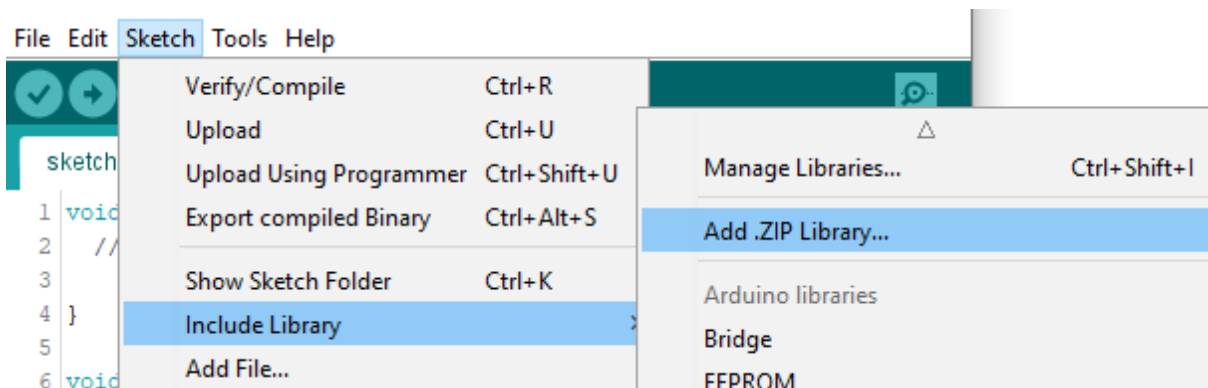 File Edit Sketch Tools Help
Verify/Compile Ctrl+R
Upload Ctrl+U
Upload Using Programmer Ctrl+Shift+U
Export compiled Binary Ctrl+Alt+S
Show Sketch Folder Ctrl+K
Include Library
Add File...
Manage Libraries... Ctrl+Shift+I
Add .ZIP Library...
Arduino libraries
Bridge
EEPROM
sketch
1 void
2 //
3
4 }
5
6 void